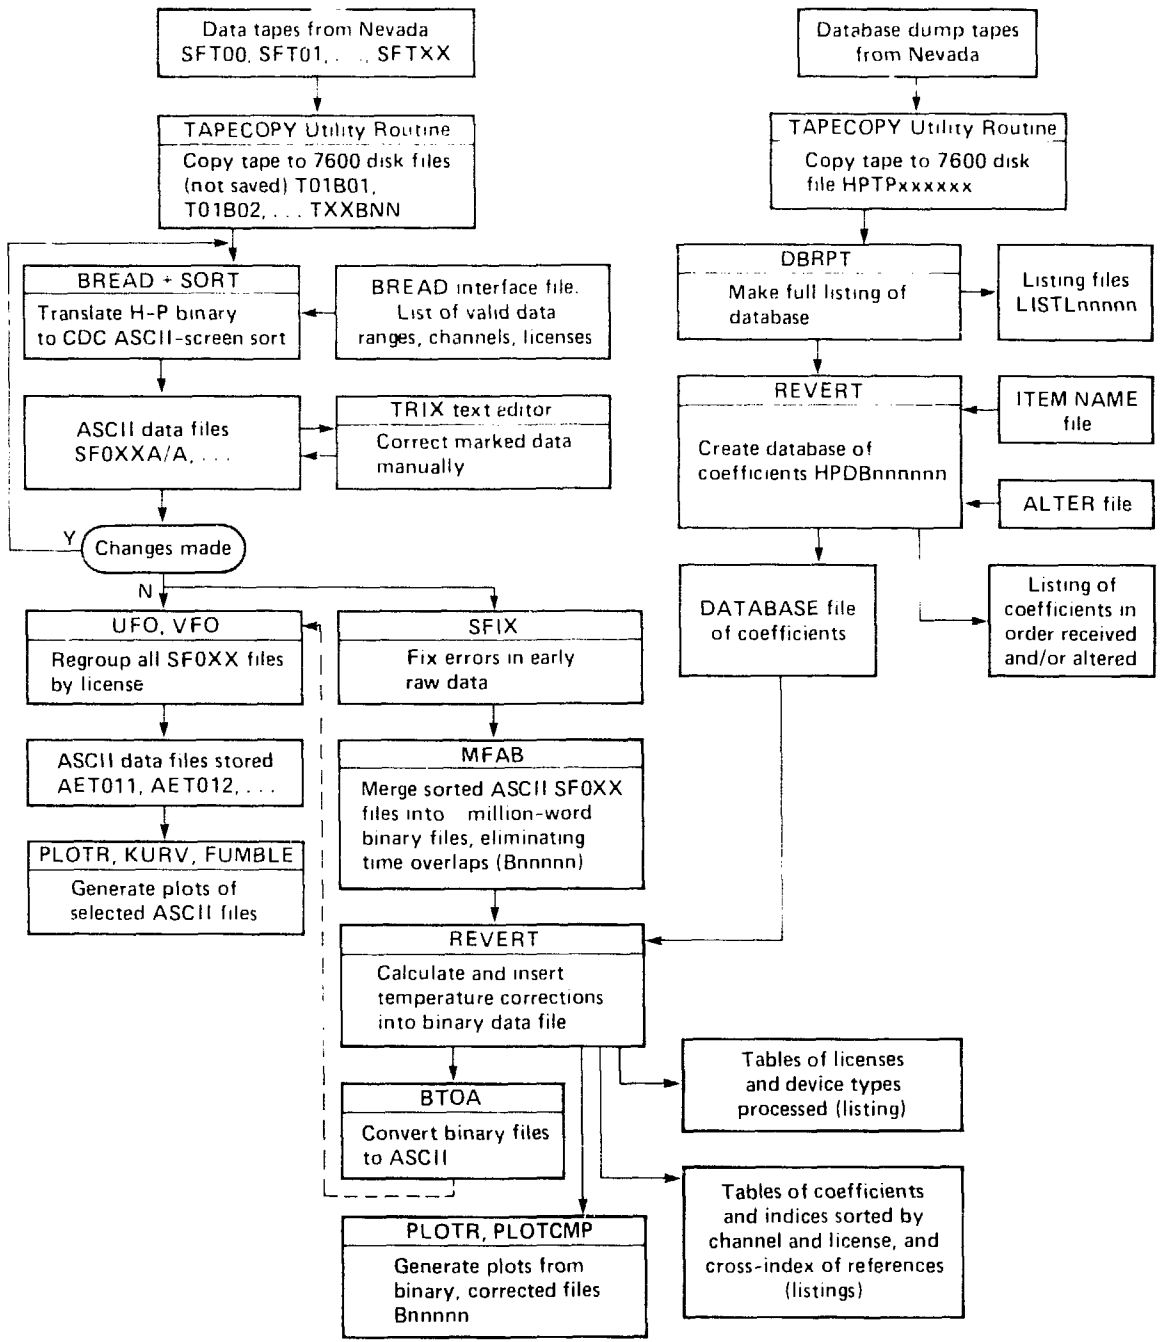 Data tapes from Nevada
SFT00, SFT01, . . ., SFTXX
TAPECOPY Utility Routine
Copy tape to 7600 disk files
(not saved) T01B01,
T01B02, . . . TXXBNN
BREAD + SORT
Translate H-P binary
to CDC ASCII-screen sort
BREAD interface file.
List of valid data
ranges, channels, licenses
ASCII data files
SF0XXA/A, . . .
TRIX text editor
Correct marked data
manually
Changes made
Y
N
UFO, VFO
Regroup all SF0XX files
by license
ASCII data files stored
AET011, AET012, . . .
PLOTR, KURV, FUMBLE
Generate plots of
selected ASCII files
SFIX
Fix errors in early
raw data
MFAB
Merge sorted ASCII SF0XX
files into million-word
binary files, eliminating
time overlaps (Bnnnnn)
REVERT
Calculate and insert
temperature corrections
into binary data file
BTOA
Convert binary files
to ASCII
PLOTR, PLOTCMP
Generate plots from
binary, corrected files
Bnnnnn
Database dump tapes
from Nevada
TAPECOPY Utility Routine
Copy tape to 7600 disk
file HPTPxxxxxx
DBRPT
Make full listing of
database
Listing files
LISTLnnnnn
REVERT
Create database of
coefficients HPDBnnnnnn
ITEM NAME
file
ALTER file
DATABASE file
of coefficients
Listing of
coefficients in
order received
and/or altered
Tables of licenses
and device types
processed (listing)
Tables of coefficients
and indices sorted by
channel and license, and
cross-index of references
(listings)